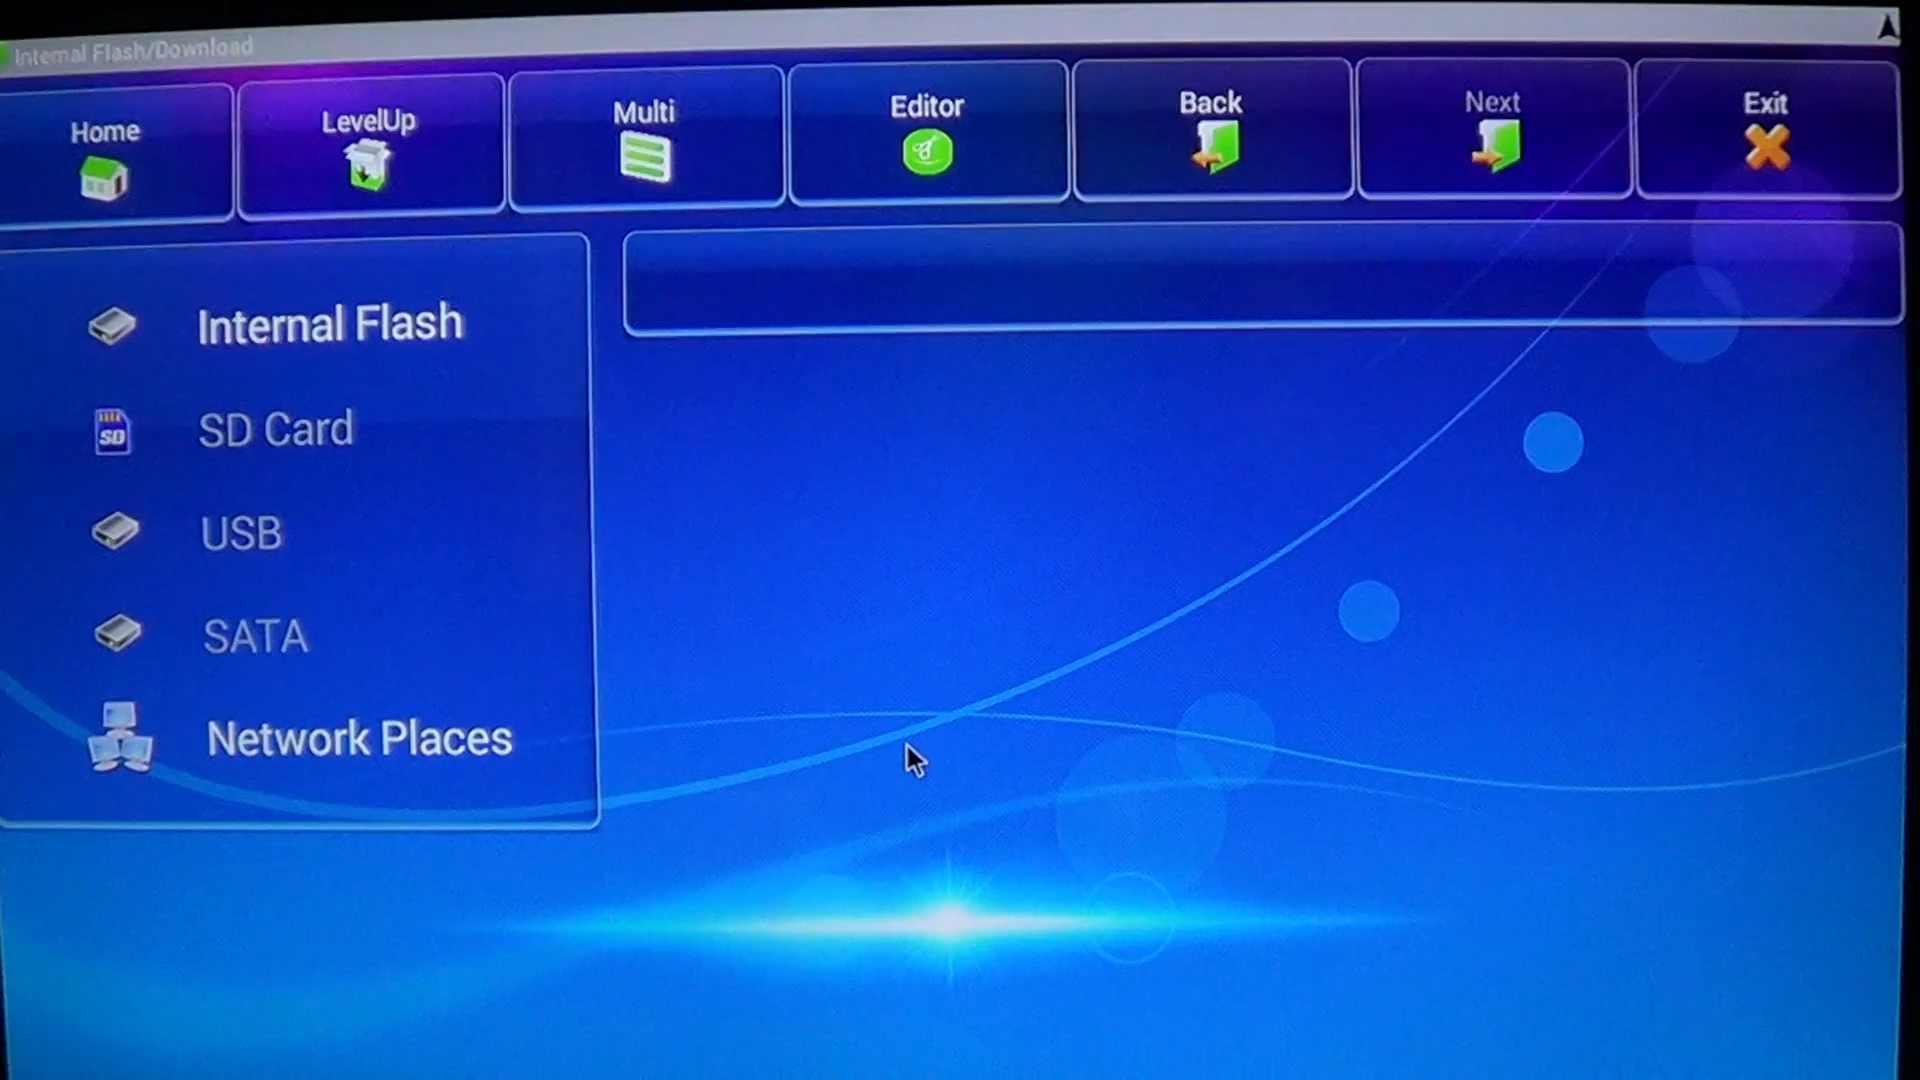 Internal Flash/Download
Home
LevelUp
Multi
Editor
Back
Next
Exit
Internal Flash
SD
SD Card
USB
SATA
Network Places